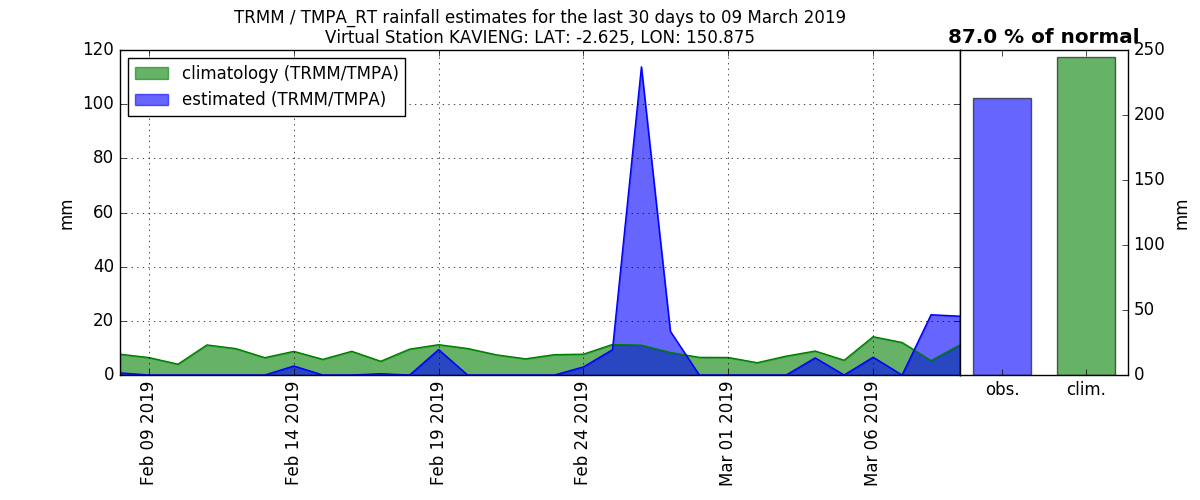 TRMM / TMPA_RT rainfall estimates for the last 30 days to 09 March 2019
Virtual Station KAVIENG: LAT: -2.625, LON: 150.875
87.0 % of normal
climatology (TRMM/TMPA)
estimated (TRMM/TMPA)
120
100
80
60
40
20
0
mm
Feb 09 2019
Feb 14 2019
Feb 19 2019
Feb 24 2019
Mar 01 2019
Mar 06 2019
obs.
clim.
250
200
150
100
50
0
mm